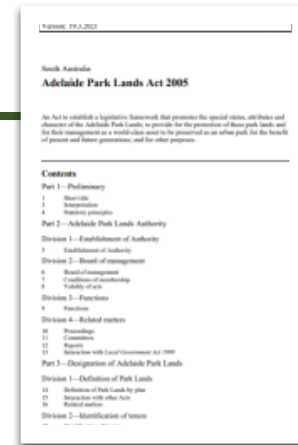 Version: 19.3.2021
South Australia
Adelaide Park Lands Act 2005
An Act to establish a legislative framework that promotes the special status, attributes and
character of the Adelaide Park Lands; to provide for the protection of those park lands and
for their management as a world-class asset to be preserved as an urban park for the benefit
of present and future generations; and for other purposes.
Contents
Part 1—Preliminary
1 Short title
3 Interpretation
4 Statutory principles
Part 2—Adelaide Park Lands Authority
Division 1—Establishment of Authority
5 Establishment of Authority
Division 2—Board of management
6 Board of management
7 Conditions of membership
8 Validity of acts
Division 3—Functions
9 Functions
Division 4—Related matters
10 Proceedings
11 Committees
12 Reports
13 Interaction with Local Government Act 1999
Part 3—Designation of Adelaide Park Lands
Division 1—Definition of Park Lands
14 Definition of Park Lands by plan
15 Interaction with other Acts
16 Related matters
Division 2—Identification of tenure